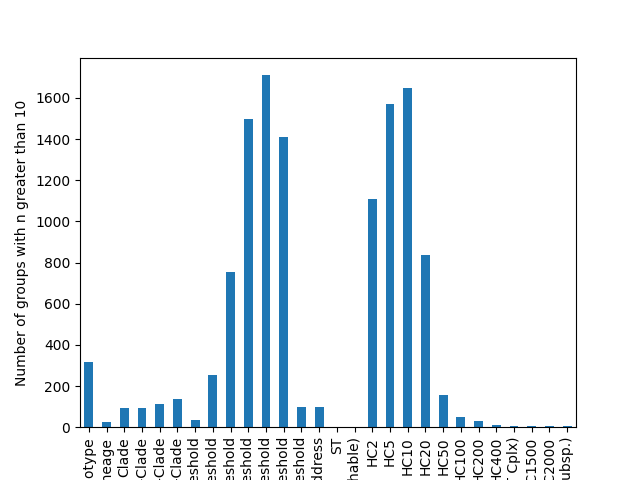 Number of groups with n greater than 10
1600
1400
1200
1000
800
600
400
200
0
otype
neage
Clade
-Clade
-Clade
-Clade
eshold
eshold
eshold
eshold
eshold
eshold
eshold
ddress
ST
hable)
HC2
HC5
HC10
HC20
HC50
HC100
HC200
HC400
Cplx)
C1500
C2000
ubsp.)